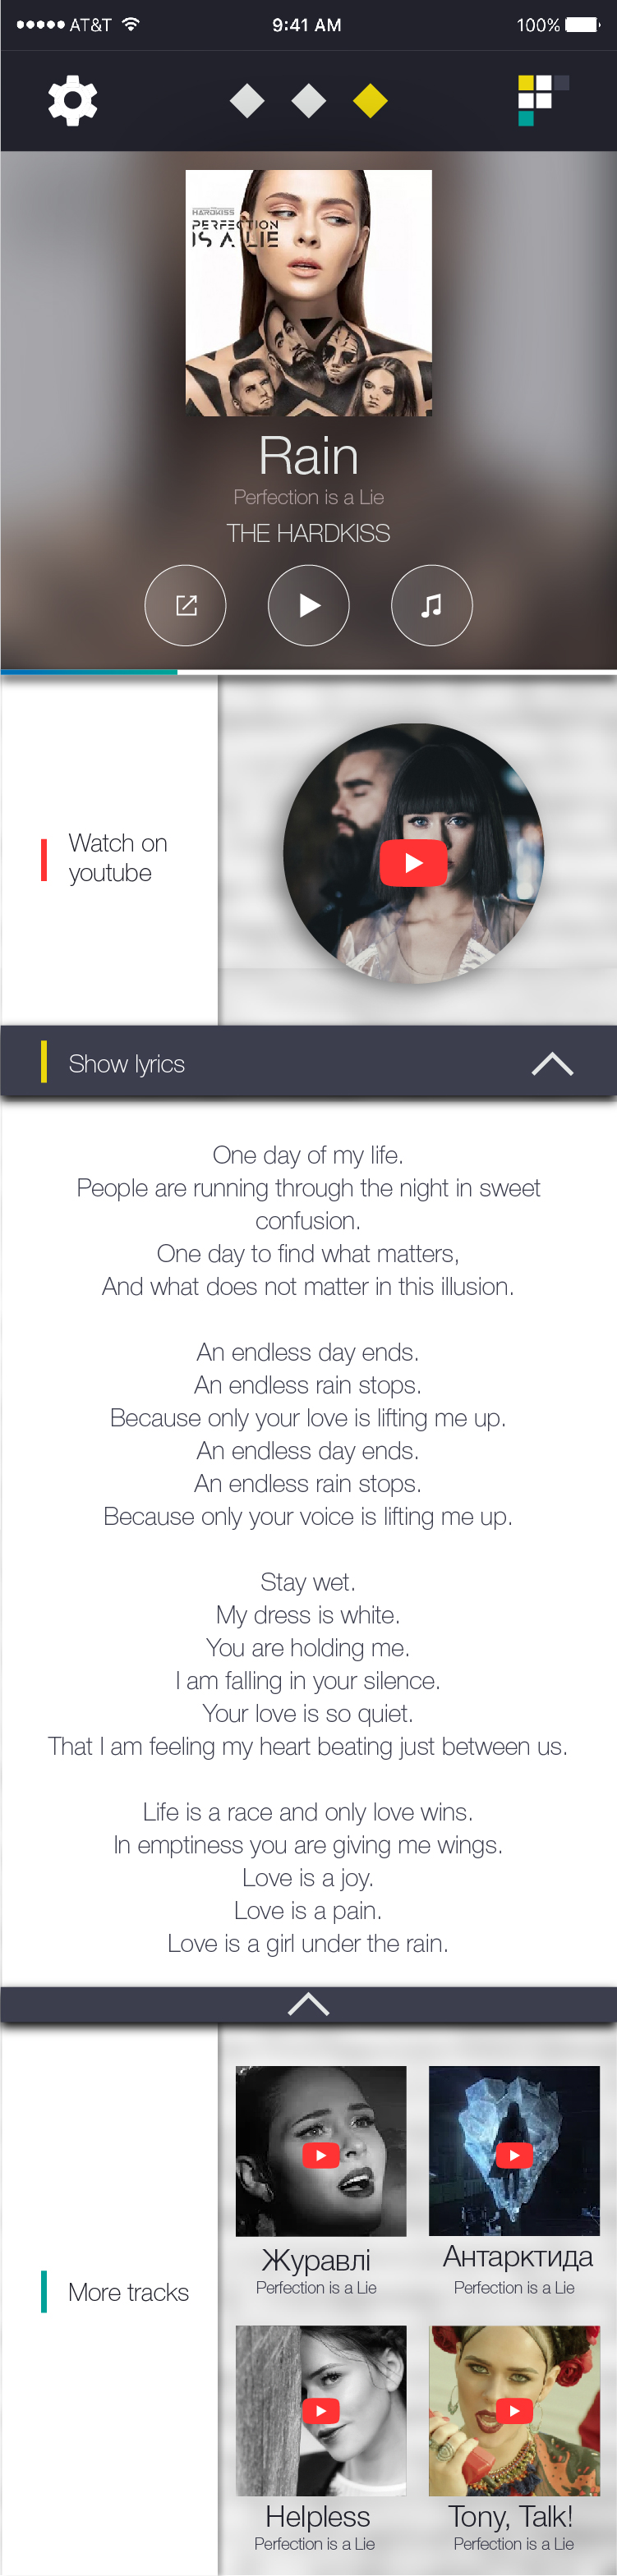 AT&T
9:41 AM
100%
HARDKISS
PERFECTION
IS A LIE
Rain
Perfection is a Lie
THE HARDKISS
Watch on
youtube
Show lyrics
One day of my life.
People are running through the night in sweet
confusion.
One day to find what matters,
And what does not matter in this illusion.
An endless day ends.
An endless rain stops.
Because only your love is lifting me up.
An endless day ends.
An endless rain stops.
Because only your voice is lifting me up.
Stay wet.
My dress is white.
You are holding me.
I am falling in your silence.
Your love is so quiet.
That I am feeling my heart beating just between us.
Life is a race and only love wins.
In emptiness you are giving me wings.
Love is a joy.
Love is a pain.
Love is a girl under the rain.
More tracks
Журавлі
Perfection is a Lie
Антарктида
Perfection is a Lie
Helpless
Perfection is a Lie
Tony, Talk!
Perfection is a Lie